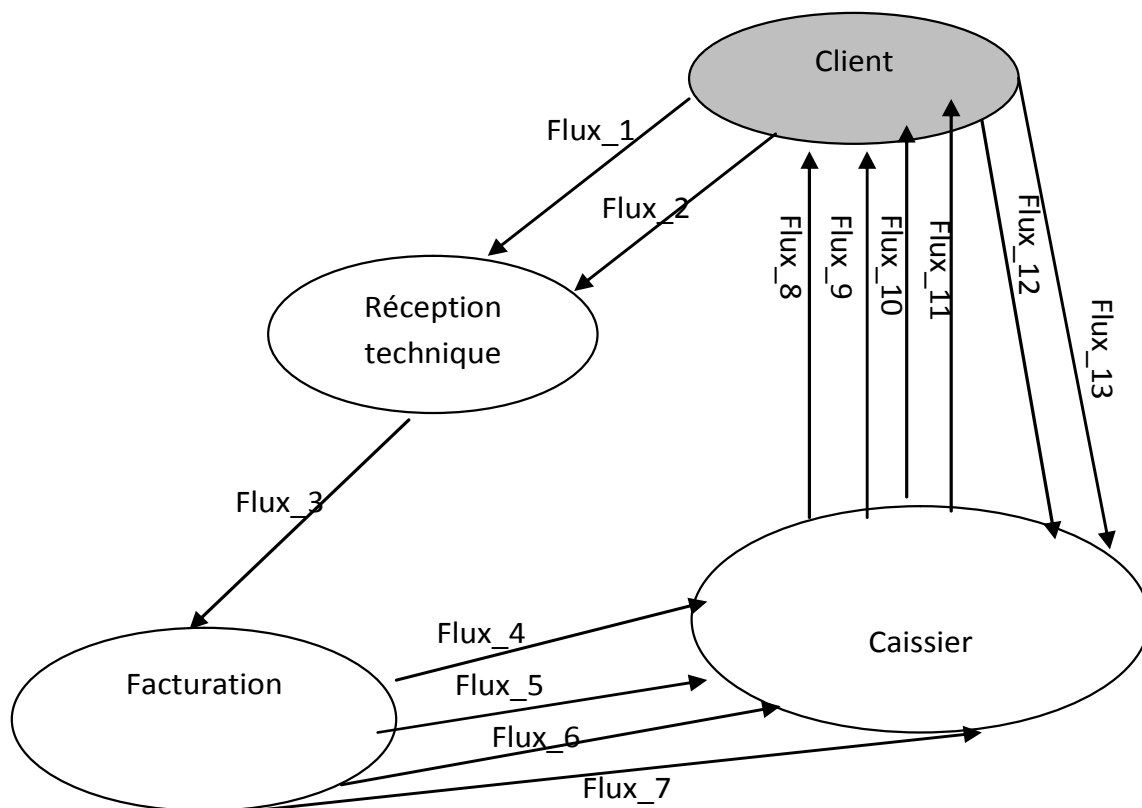 Client
Flux_1
Flux_2
Flux_8
Flux_9
Flux_10
Flux_11
Flux_12
Flux_13
Réception
technique
Flux_3
Flux_4
Caissier
Facturation
Flux_5
Flux_6
Flux_7